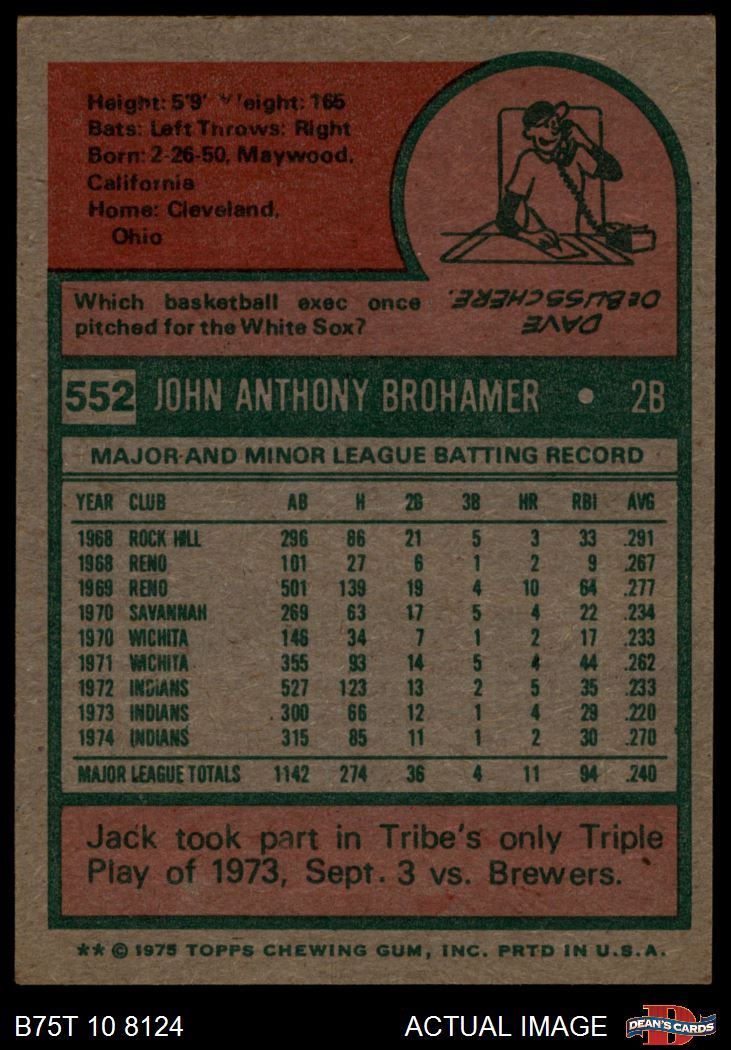 Height: 5'9" Weight: 165
Bats: Left Throws: Right
Born: 2-26-50, Maywood,
California
Home: Cleveland,
Ohio
Which basketball exec once
pitched for the White Sox?
DAVE
DeBUSSCHERE.
552 JOHN ANTHONY BROHAMER • 2B
MAJOR AND MINOR LEAGUE BATTING RECORD
YEAR CLUB AB H 2B 3B HR RBI AVG
1968 ROCK HILL 296 86 21 5 3 33 .291
1968 RENO 101 27 6 1 2 9 .267
1969 RENO 501 139 19 4 10 64 .277
1970 SAVANNAH 269 63 17 5 4 22 .234
1970 WICHITA 146 34 7 1 2 17 .233
1971 WICHITA 355 93 14 5 4 44 .262
1972 INDIANS 527 123 13 2 5 35 .233
1973 INDIANS 300 66 12 1 4 29 .220
1974 INDIANS 315 85 11 1 2 30 .270
MAJOR LEAGUE TOTALS 1142 274 36 4 11 94 .240
Jack took part in Tribe's only Triple
Play of 1973, Sept. 3 vs. Brewers.
** © 1975 TOPPS CHEWING GUM, INC. PRTD IN U.S.A.
B75T 10 8124 ACTUAL IMAGE D DEAN'S CARDS